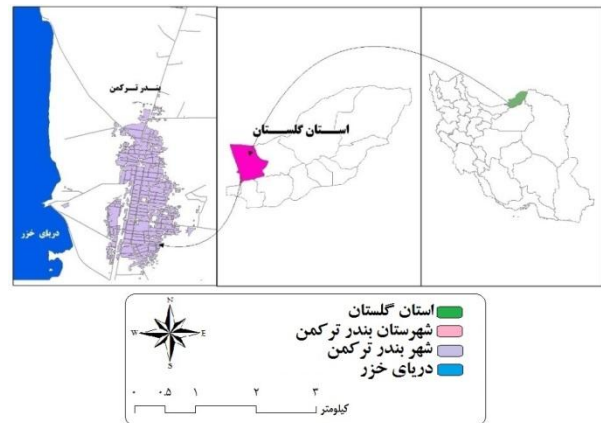 بندر ترکمن
دریای خزر
استان گلستان
استان گلستان
شهرستان بندر ترکمن
شهر بندر ترکمن
دریای خزر
N
W E
S
۰ ۰.۵ ۱ ۲ ۳
کیلومتر